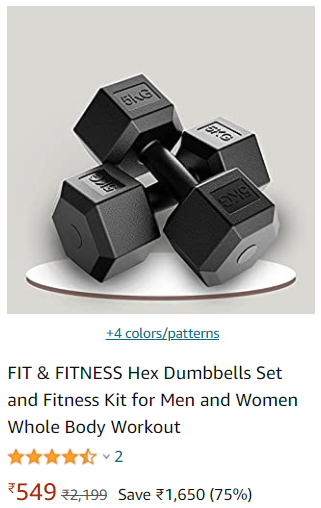 5KG
5KG
5KG
5KG
+4 colors/patterns
FIT & FITNESS Hex Dumbbells Set
and Fitness Kit for Men and Women
Whole Body Workout
2
₹549 ₹2,199 Save ₹1,650 (75%)